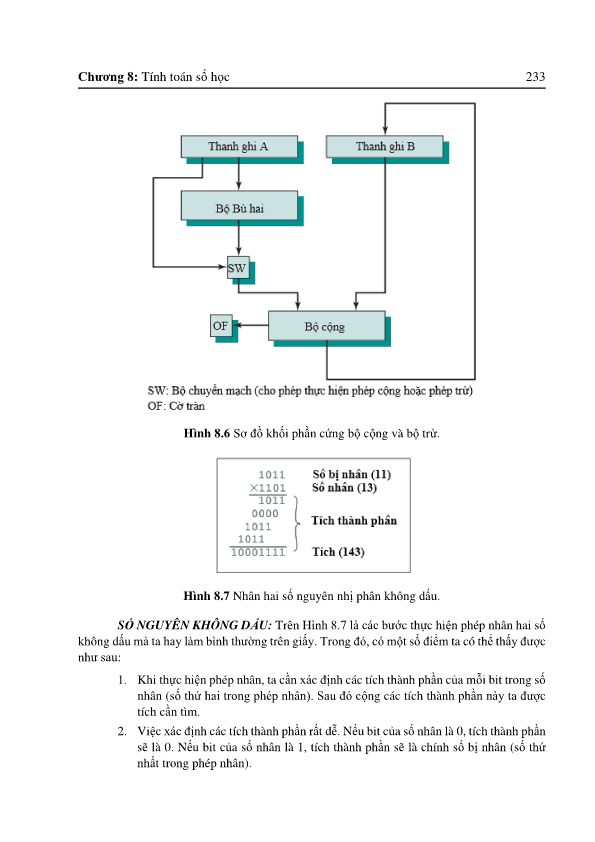 Chương 8: Tính toán số học 233
Thanh ghi A Thanh ghi B
Bộ Bù hai
SW
OF Bộ cộng
SW: Bộ chuyển mạch (cho phép thực hiện phép cộng hoặc phép trừ)
OF: Cờ tràn
Hình 8.6 Sơ đồ khối phần cứng bộ cộng và bộ trừ.
1011 Số bị nhân (11)
×1101 Số nhân (13)
1011
0000
Tích thành phần
1011
1011
10001111 Tích (143)
Hình 8.7 Nhân hai số nguyên nhị phân không dấu.
SỐ NGUYÊN KHÔNG DẤU: Trên Hình 8.7 là các bước thực hiện phép nhân hai số
không dấu mà ta hay làm bình thường trên giấy. Trong đó, có một số điểm ta có thể thấy được
như sau:
1. Khi thực hiện phép nhân, ta cần xác định các tích thành phần của mỗi bit trong số
nhân (số thứ hai trong phép nhân). Sau đó cộng các tích thành phần này ta được
tích cần tìm.
2. Việc xác định các tích thành phần rất dễ. Nếu bit của số nhân là 0, tích thành phần
sẽ là 0. Nếu bit của số nhân là 1, tích thành phần sẽ là chính số bị nhân (số thứ
nhất trong phép nhân).